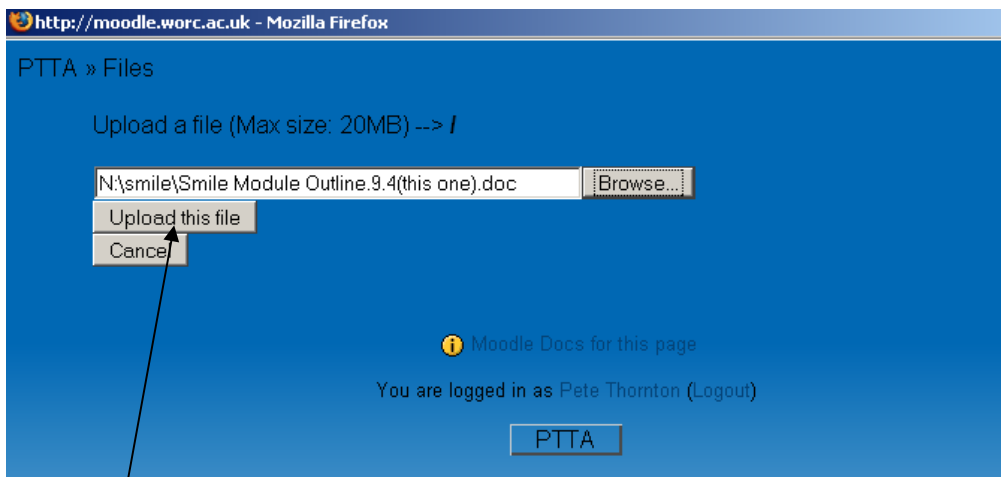 http://moodle.worc.ac.uk - Mozilla Firefox
PTTA » Files
Upload a file (Max size: 20MB) --> /
N:\smile\Smile Module Outline.9.4(this one).doc Browse...
Upload this file
Cancel
Moodle Docs for this page
You are logged in as Pete Thornton (Logout)
PTTA